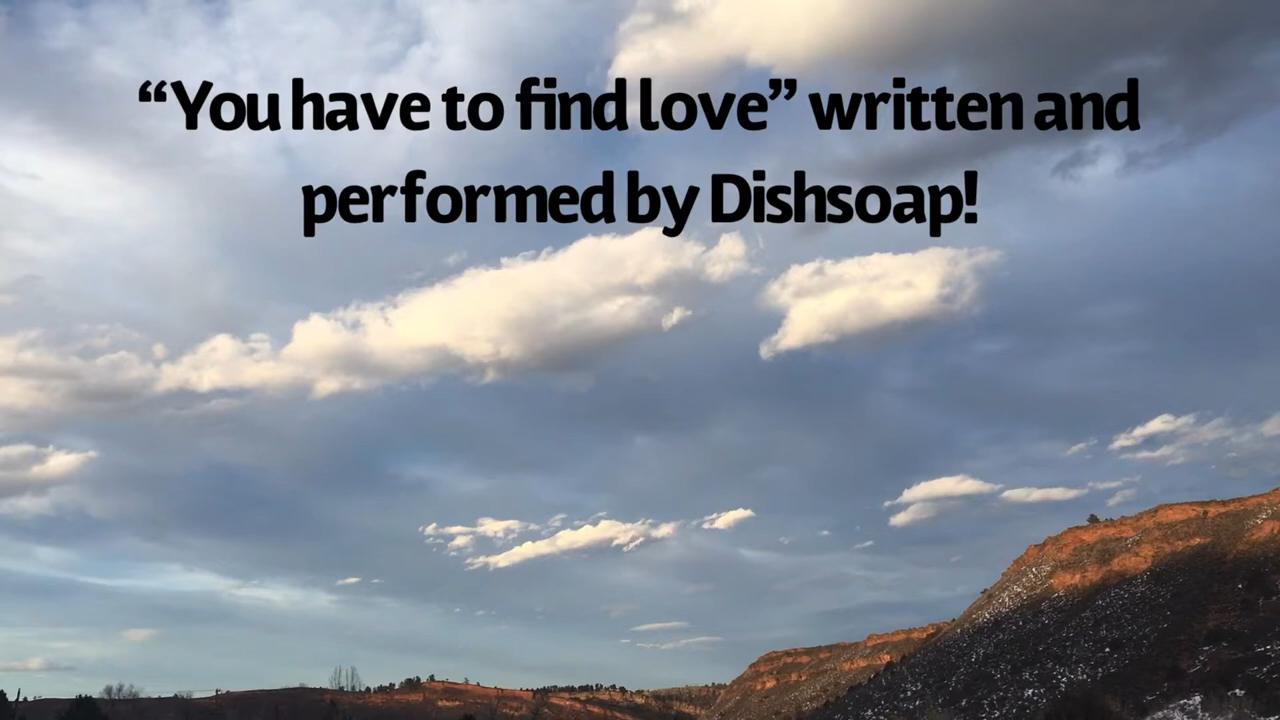 “You have to find love” written and
performed by Dishsoap!